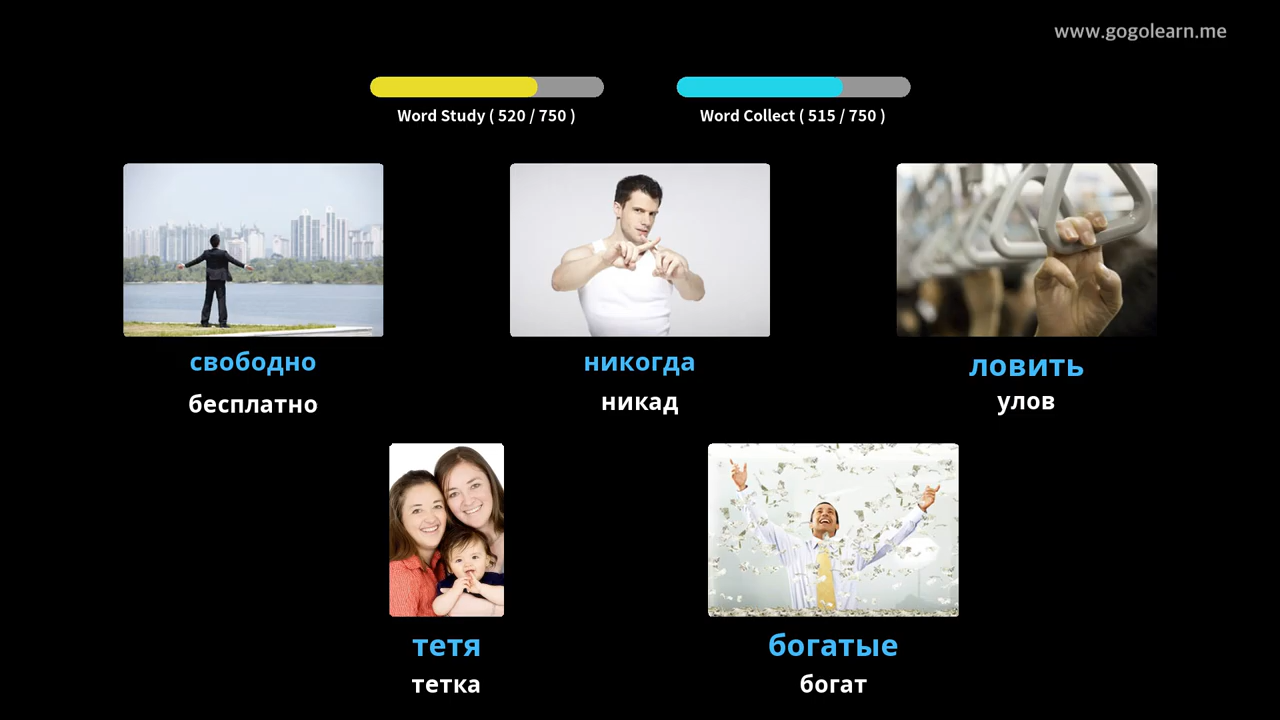 www.gogolearn.me
Word Study ( 520 / 750 )
Word Collect ( 515 / 750 )
свободно
бесплатно
никогда
никад
ловить
улов
тетя
тетка
богатые
богат